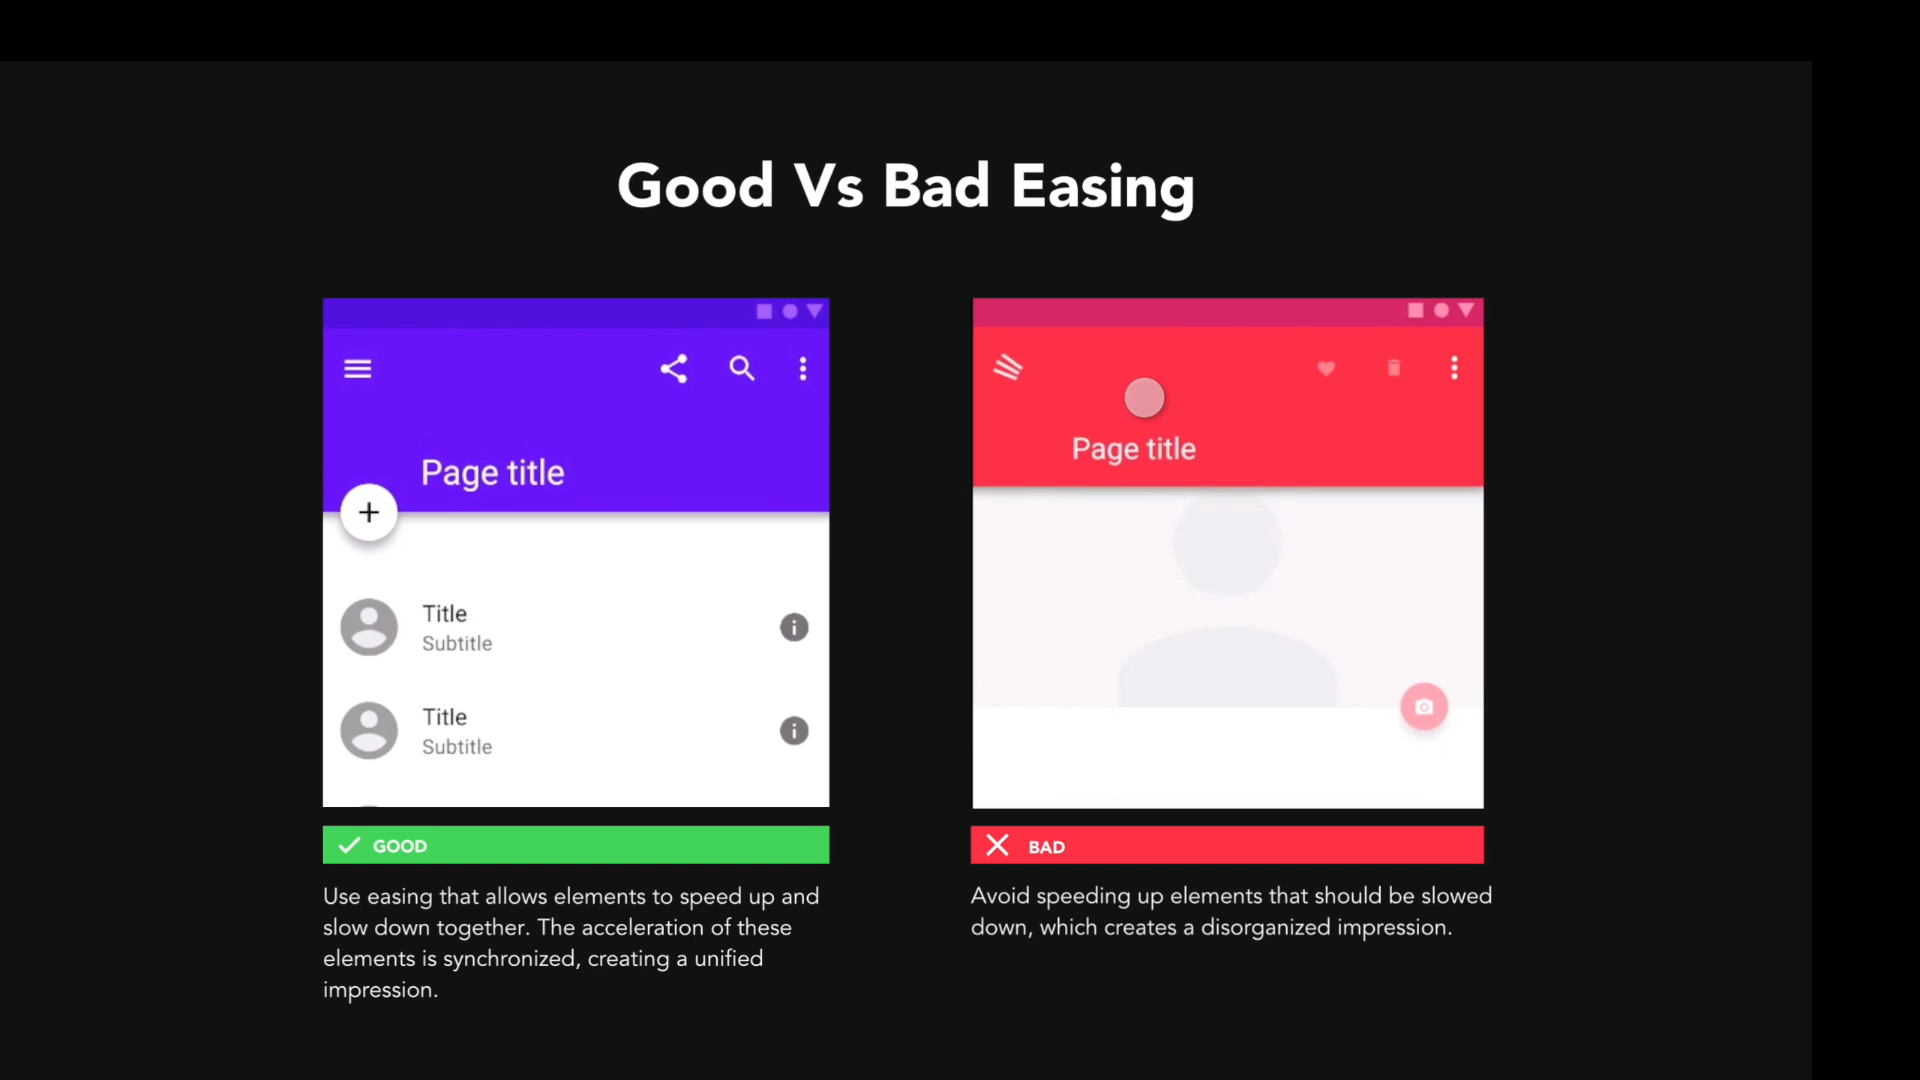 Good Vs Bad Easing
Page title
Title
Subtitle
Title
Subtitle
GOOD
Use easing that allows elements to speed up and
slow down together. The acceleration of these
elements is synchronized, creating a unified
impression.
Page title
BAD
Avoid speeding up elements that should be slowed
down, which creates a disorganized impression.